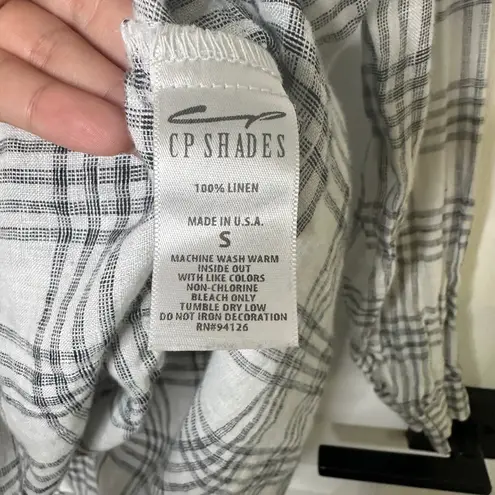 CP
CP SHADES
100% LINEN
MADE IN U.S.A.
S
MACHINE WASH WARM
INSIDE OUT
WITH LIKE COLORS
NON-CHLORINE
BLEACH ONLY
TUMBLE DRY LOW
DO NOT IRON DECORATION
RN#94126